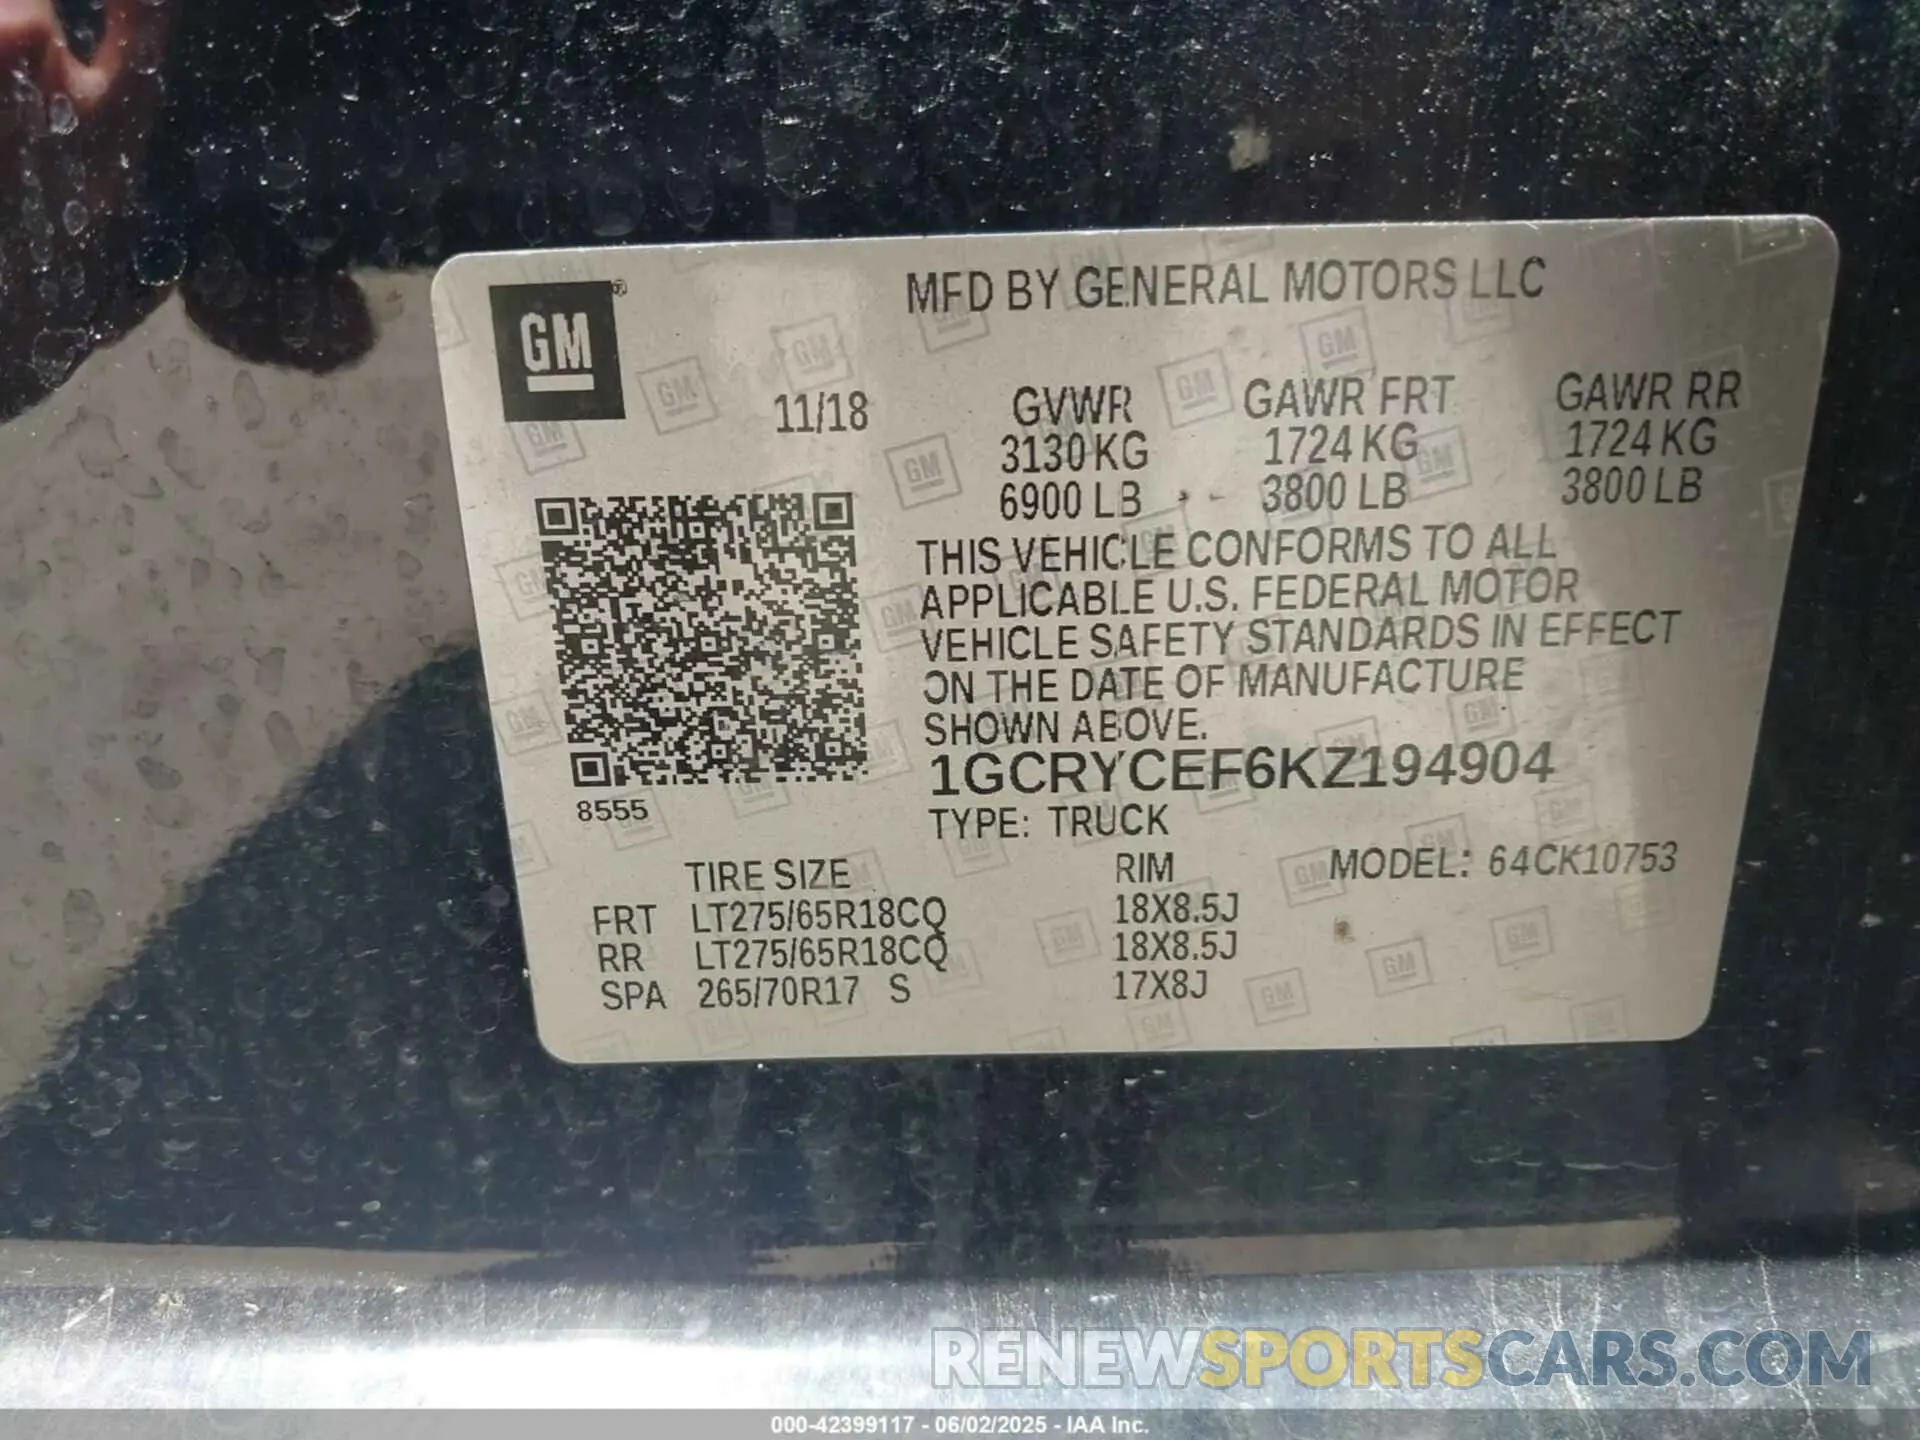 GM ®
MFD BY GENERAL MOTORS LLC
11/18 GVWR GAWR FRT GAWR RR
3130 KG 1724 KG 1724 KG
6900 LB 3800 LB 3800 LB
THIS VEHICLE CONFORMS TO ALL
APPLICABLE U.S. FEDERAL MOTOR
VEHICLE SAFETY STANDARDS IN EFFECT
ON THE DATE OF MANUFACTURE
SHOWN ABOVE.
1GCRYCEF6KZ194904
8555
TYPE: TRUCK
TIRE SIZE RIM MODEL: 64CK10753
FRT LT275/65R18CQ 18X8.5J
RR LT275/65R18CQ 18X8.5J
SPA 265/70R17 S 17X8J
RENEWSPORTSCARS.COM
000-42399117 - 06/02/2025 - IAA Inc.